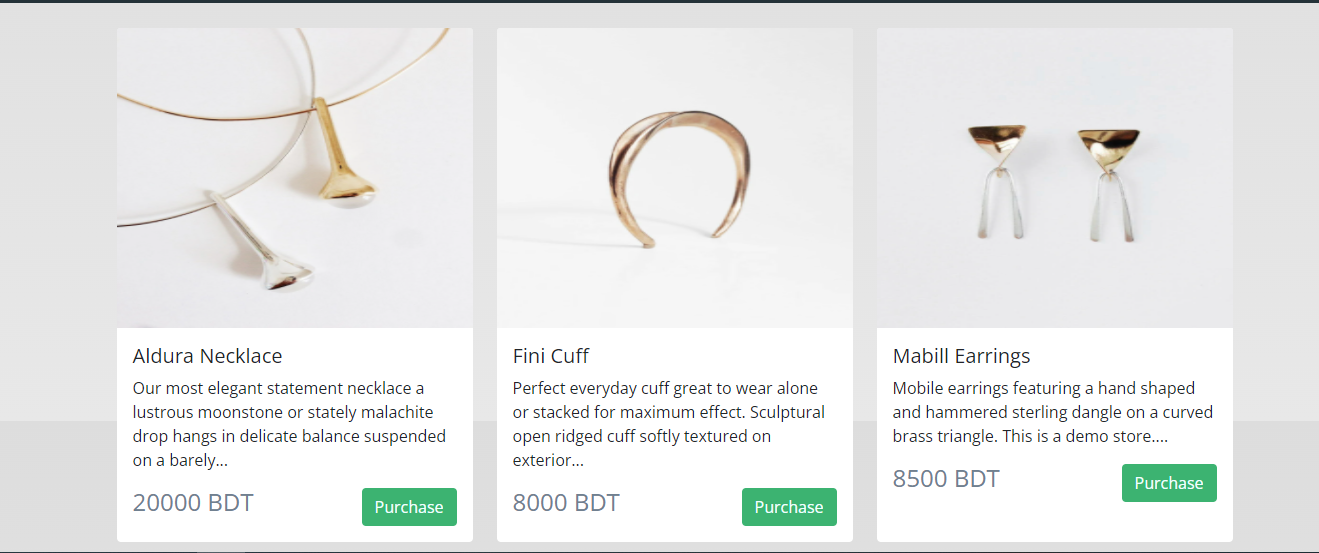 Aldura Necklace
Our most elegant statement necklace a
lustrous moonstone or stately malachite
drop hangs in delicate balance suspended
on a barely...
20000 BDT
Purchase
Fini Cuff
Perfect everyday cuff great to wear alone
or stacked for maximum effect. Sculptural
open ridged cuff softly textured on
exterior...
8000 BDT
Purchase
Mabill Earrings
Mobile earrings featuring a hand shaped
and hammered sterling dangle on a curved
brass triangle. This is a demo store....
8500 BDT
Purchase